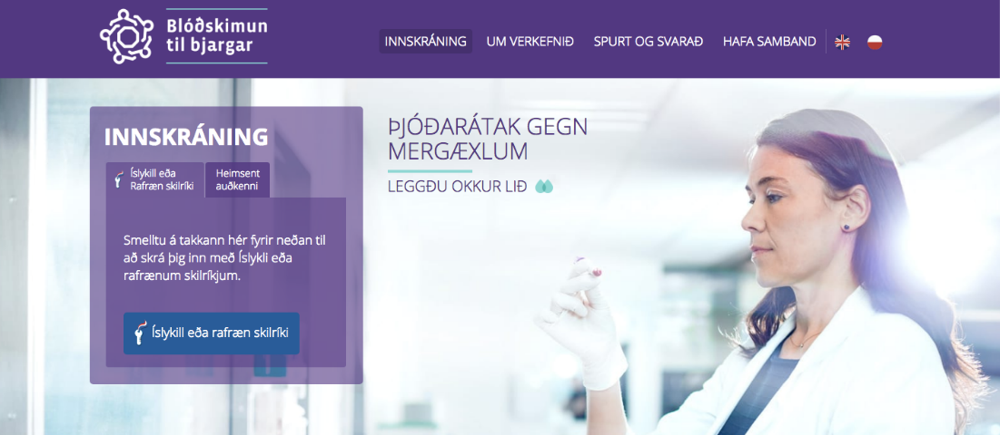 Blóðskimun
til bjargar
INNSKRÁNING
UM VERKEFNIÐ
SPURT OG SVARAÐ
HAFA SAMBAND
INNSKRÁNING
Íslykill eða
Rafræn skilríki
Heimsent
auðkenni
Smelltu á takkann hér fyrir neðan til
að skrá þig inn með Íslykli eða
rafrænum skilríkjum.
Íslykill eða rafræn skilríki
ÞJÓÐARÁTAK GEGN
MERGÆXLUM
LEGGÐU OKKUR LIÐ